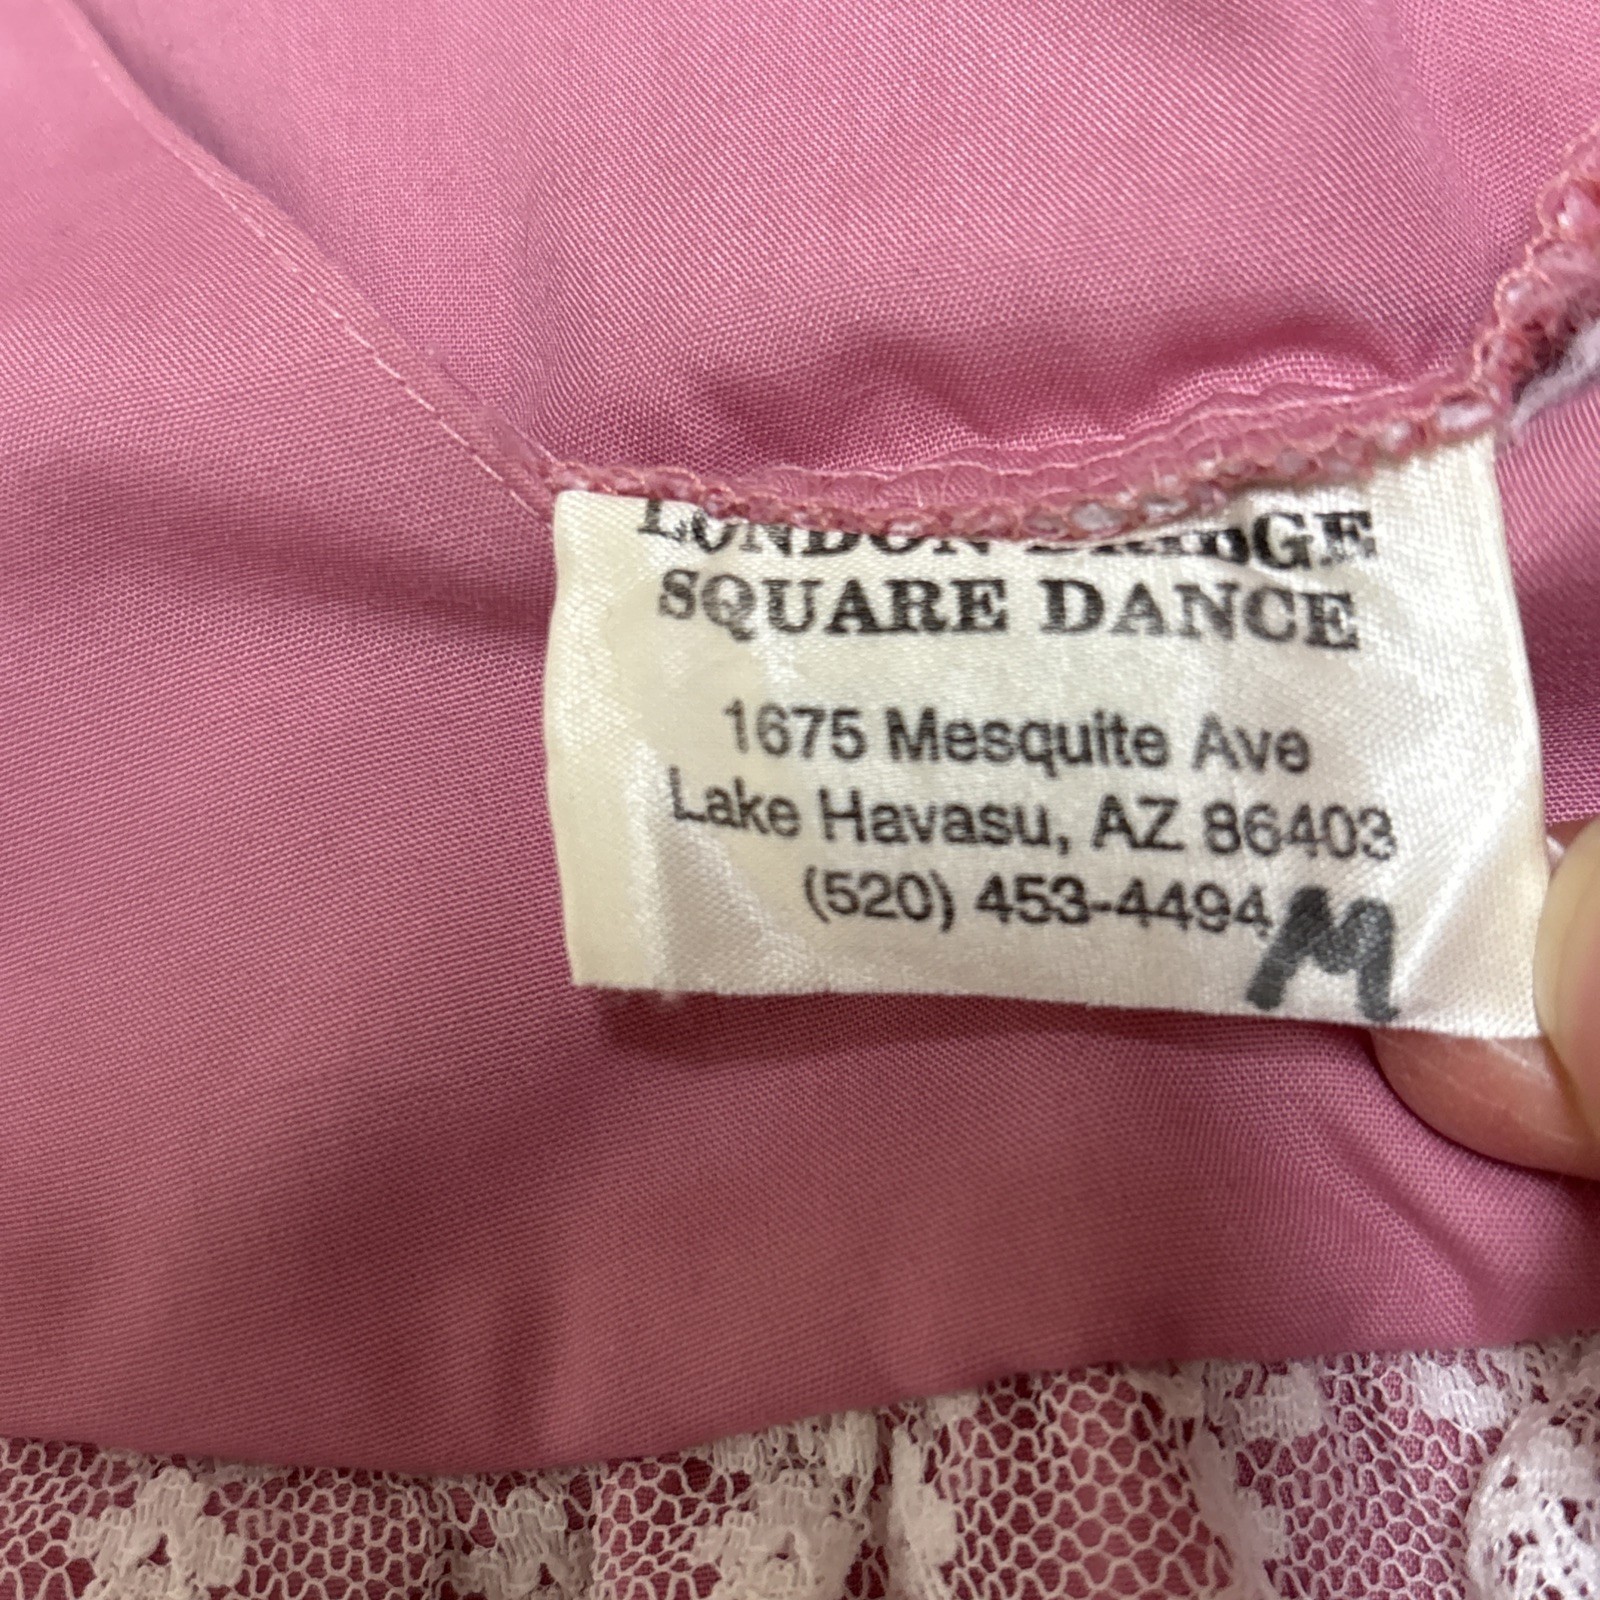 LONDON BRIDGE
SQUARE DANCE
1675 Mesquite Ave
Lake Havasu, AZ 86403
(520) 453-4494
M